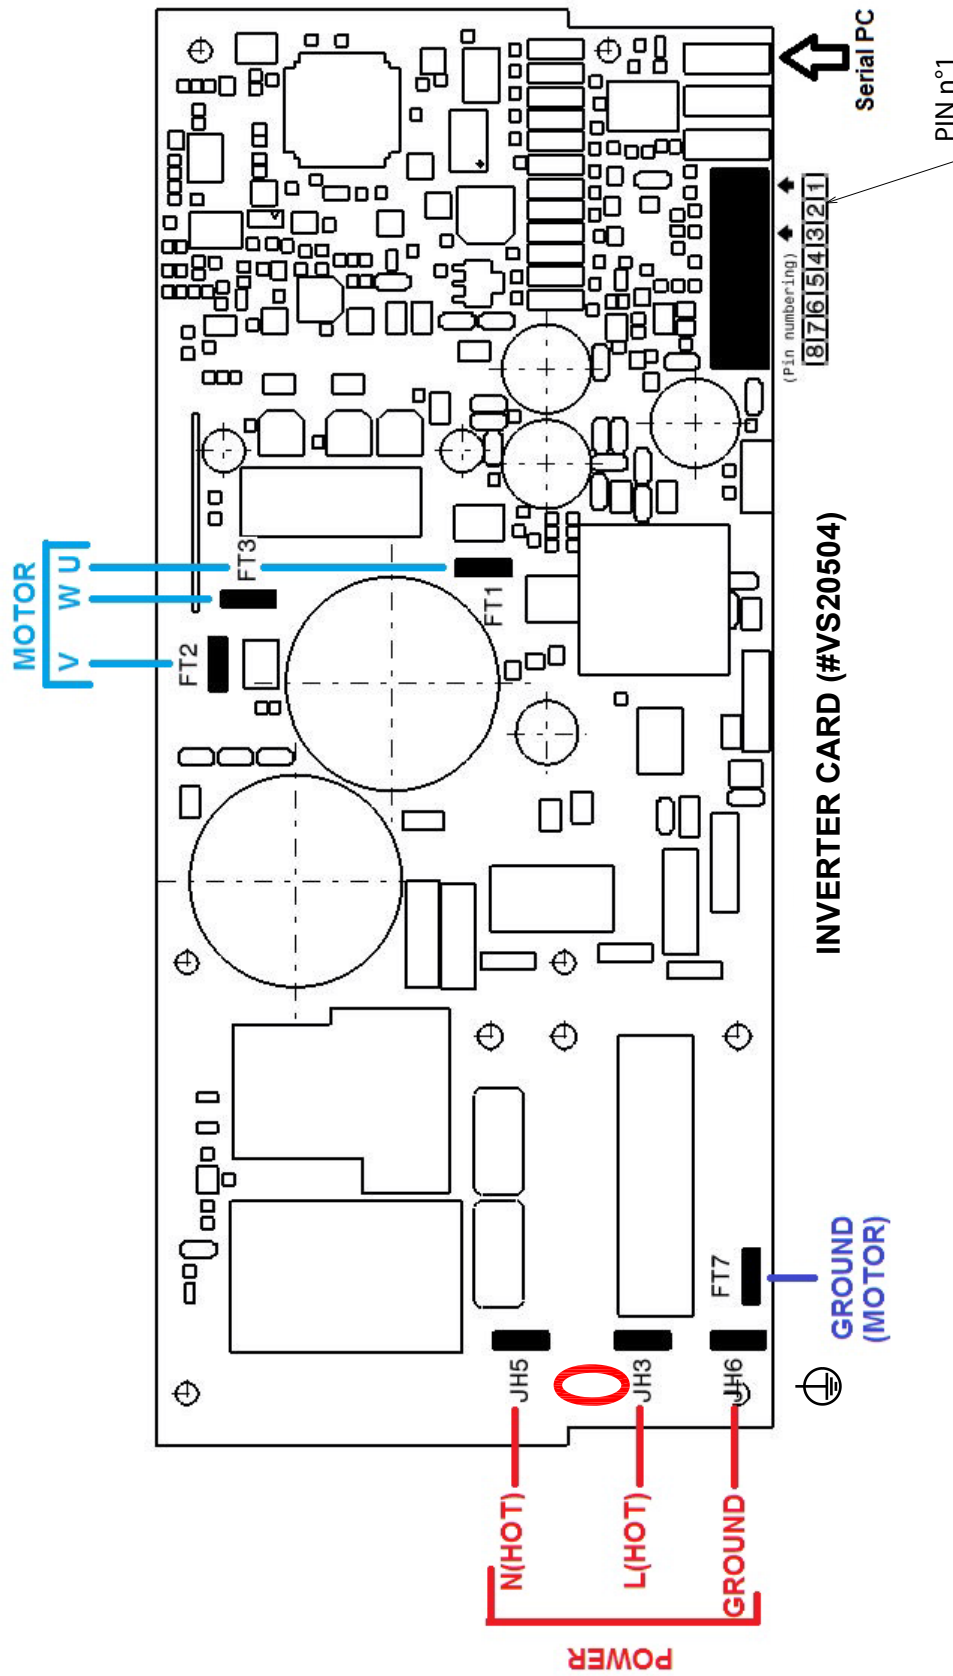 MOTOR
V W U
FT2
FT3
FT1
Serial PC
PIN n°1
(Pin numbering)
8 7 6 5 4 3 2 1
INVERTER CARD (#VS20504)
POWER
N(HOT)
JH5
L(HOT)
JH3
GROUND
JH6
FT7
GROUND
(MOTOR)